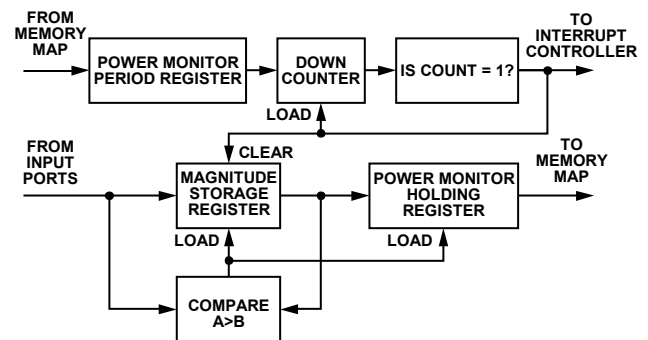 FROM
MEMORY
MAP
POWER MONITOR
PERIOD REGISTER
DOWN
COUNTER
IS COUNT = 1?
TO
INTERRUPT
CONTROLLER
LOAD
CLEAR
FROM
INPUT
PORTS
MAGNITUDE
STORAGE
REGISTER
POWER MONITOR
HOLDING
REGISTER
TO
MEMORY
MAP
LOAD
LOAD
COMPARE
A>B